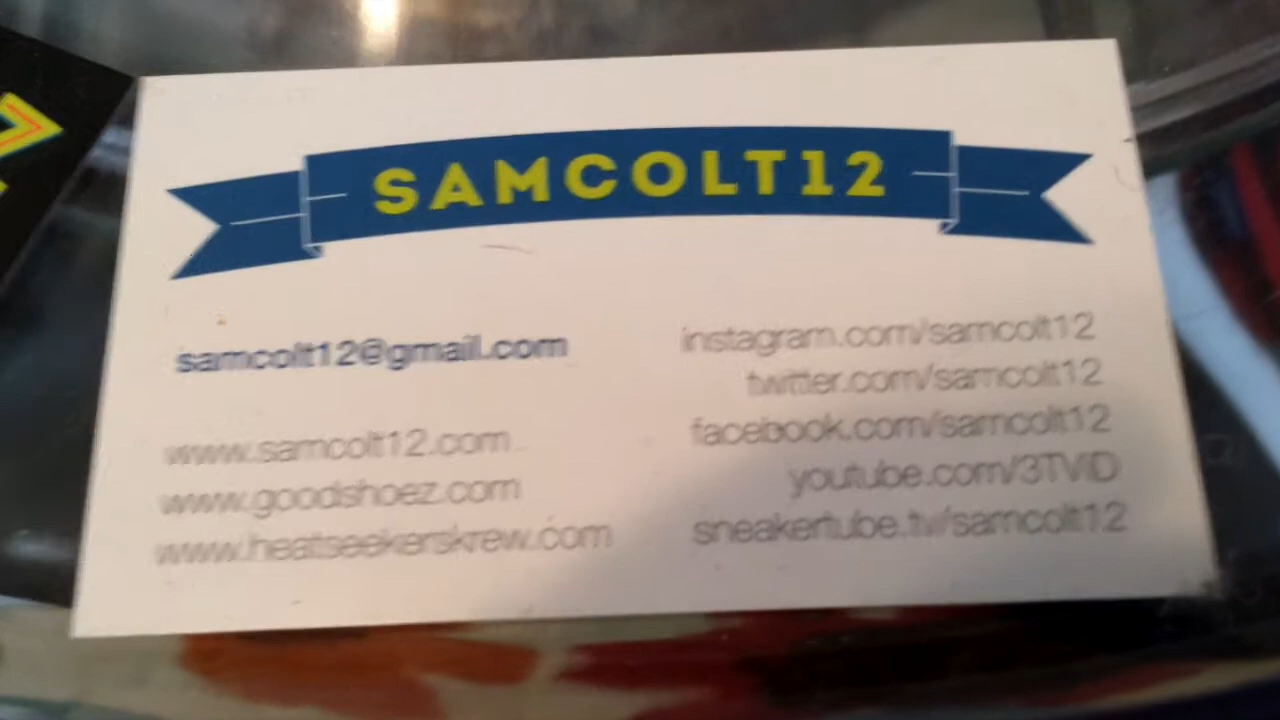 SAMCOLT12
samcolt12@gmail.com
www.samcolt12.com
www.goodshoez.com
www.heatseekerskrew.com
instagram.com/samcolt12
twitter.com/samcolt12
facebook.com/samcolt12
youtube.com/3TVID
sneakertube.tv/samcolt12